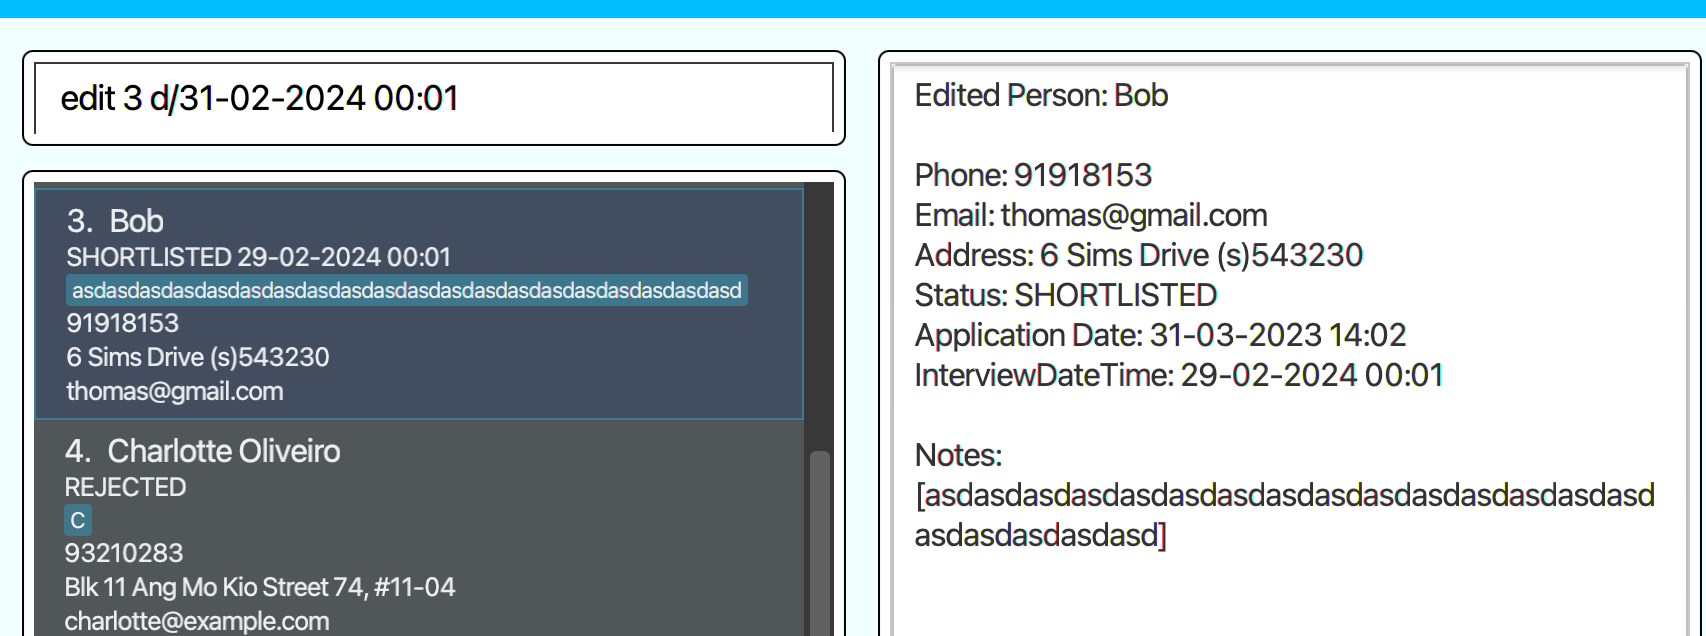 edit 3 d/31-02-2024 00:01
3. Bob
SHORTLISTED 29-02-2024 00:01
asdasdasdasdasdasdasdasdasdasdasdasdasdasdasdasdasdasdasdasd
91918153
6 Sims Drive (s)543230
thomas@gmail.com
4. Charlotte Oliveiro
REJECTED
C
93210283
Blk 11 Ang Mo Kio Street 74, #11-04
charlotte@example.com
Edited Person: Bob
Phone: 91918153
Email: thomas@gmail.com
Address: 6 Sims Drive (s)543230
Status: SHORTLISTED
Application Date: 31-03-2023 14:02
InterviewDateTime: 29-02-2024 00:01
Notes:
[asdasdasdasdasdasdasdasdasdasdasdasdasdasdasd
asdasdasdasdasd]